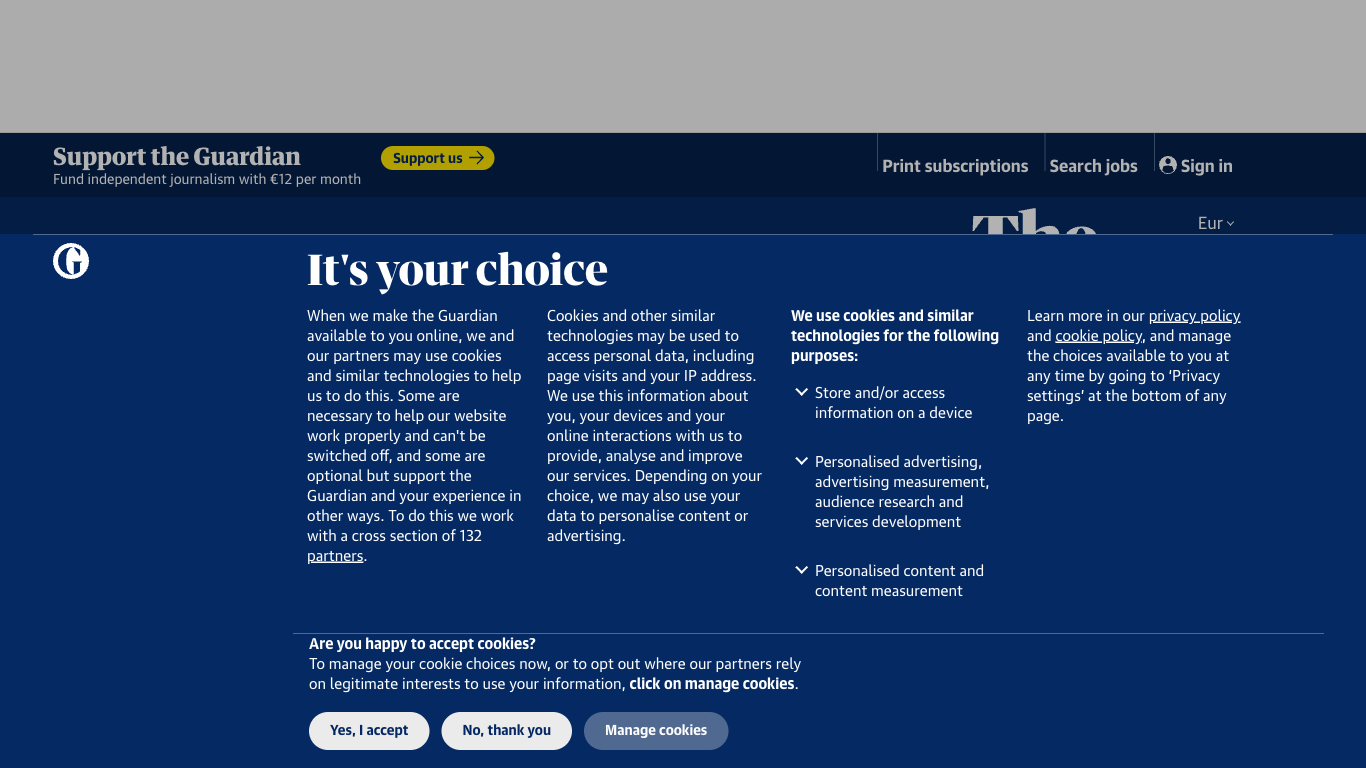 Support the Guardian
Fund independent journalism with €12 per month
Support us
Print subscriptions
Search jobs
Sign in
The
Eur
It's your choice
When we make the Guardian
available to you online, we and
our partners may use cookies
and similar technologies to help
us to do this. Some are
necessary to help our website
work properly and can't be
switched off, and some are
optional but support the
Guardian and your experience in
other ways. To do this we work
with a cross section of 132
partners.
Cookies and other similar
technologies may be used to
access personal data, including
page visits and your IP address.
We use this information about
you, your devices and your
online interactions with us to
provide, analyse and improve
our services. Depending on your
choice, we may also use your
data to personalise content or
advertising.
We use cookies and similar
technologies for the following
purposes:
Store and/or access
information on a device
Personalised advertising,
advertising measurement,
audience research and
services development
Personalised content and
content measurement
Learn more in our privacy policy
and cookie policy, and manage
the choices available to you at
any time by going to ‘Privacy
settings’ at the bottom of any
page.
Are you happy to accept cookies?
To manage your cookie choices now, or to opt out where our partners rely
on legitimate interests to use your information, click on manage cookies.
Yes, I accept
No, thank you
Manage cookies